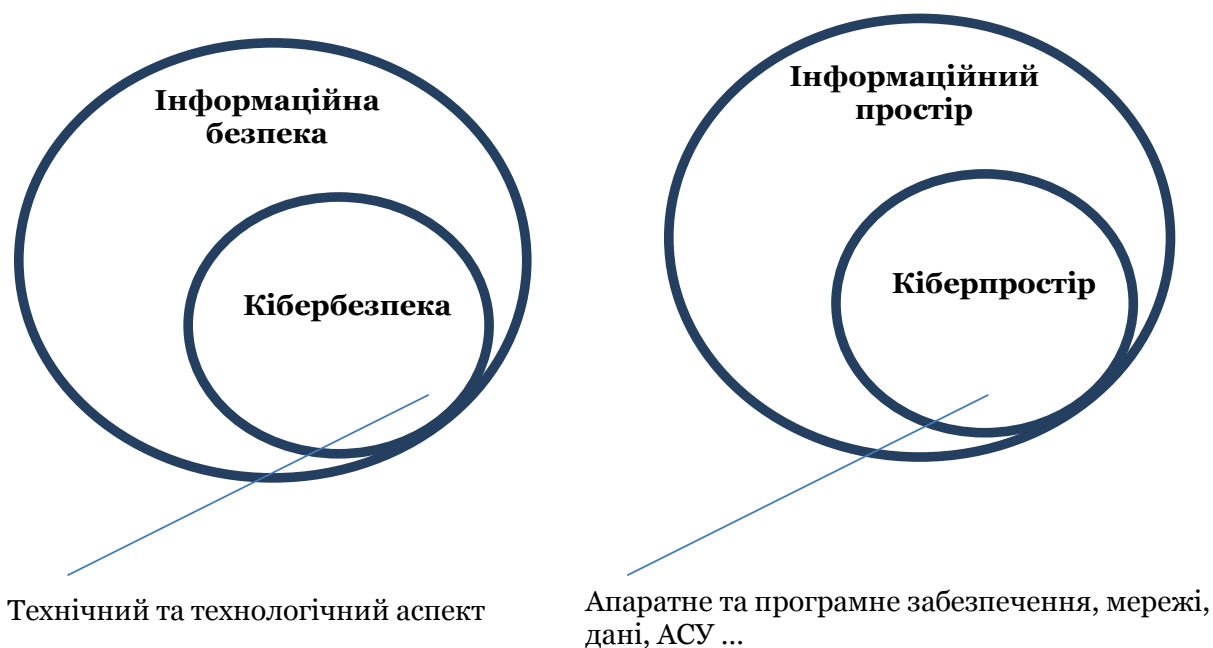 Інформаційна
безпека
Кібербезпека
Технічний та технологічний аспект
Інформаційний
простір
Кіберпростір
Апаратне та програмне забезпечення, мережі,
дані, АСУ ...